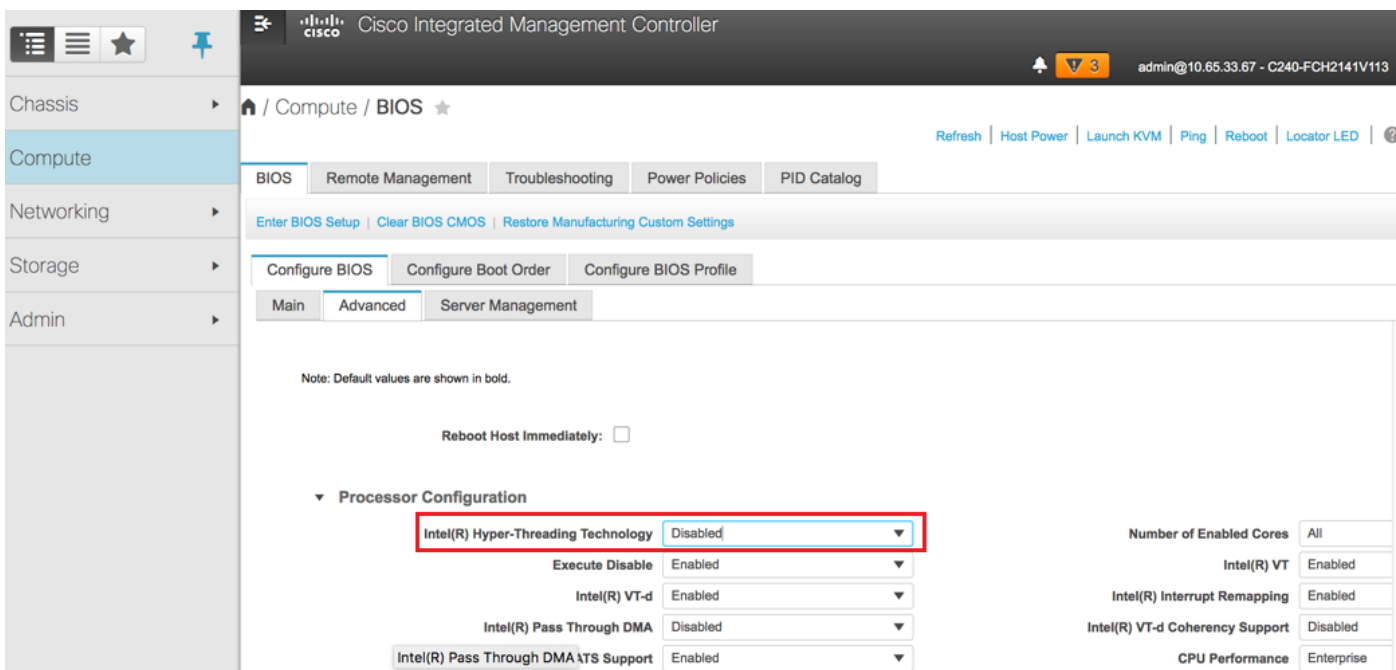 cisco Cisco Integrated Management Controller
3 admin@10.65.33.67 - C240-FCH2141V113
Chassis
Compute
Networking
Storage
Admin
/ Compute / BIOS
Refresh | Host Power | Launch KVM | Ping | Reboot | Locator LED |
BIOS Remote Management Troubleshooting Power Policies PID Catalog
Enter BIOS Setup | Clear BIOS CMOS | Restore Manufacturing Custom Settings
Configure BIOS Configure Boot Order Configure BIOS Profile
Main Advanced Server Management
Note: Default values are shown in bold.
Reboot Host Immediately:
Processor Configuration
Intel(R) Hyper-Threading Technology Disabled Number of Enabled Cores All
Execute Disable Enabled Intel(R) VT Enabled
Intel(R) VT-d Enabled Intel(R) Interrupt Remapping Enabled
Intel(R) Pass Through DMA Disabled Intel(R) VT-d Coherency Support Disabled
Intel(R) Pass Through DMA ATS Support Enabled CPU Performance Enterprise